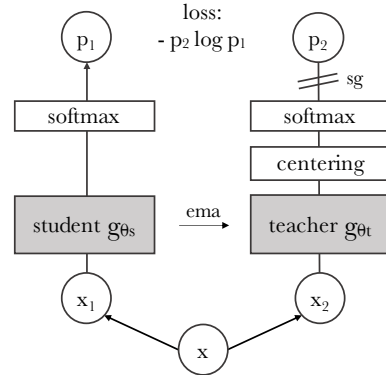 loss:
- p₂ log p₁
p₁
p₂
sg
softmax
softmax
centering
student gθs
ema
teacher gθt
x₁
x₂
x